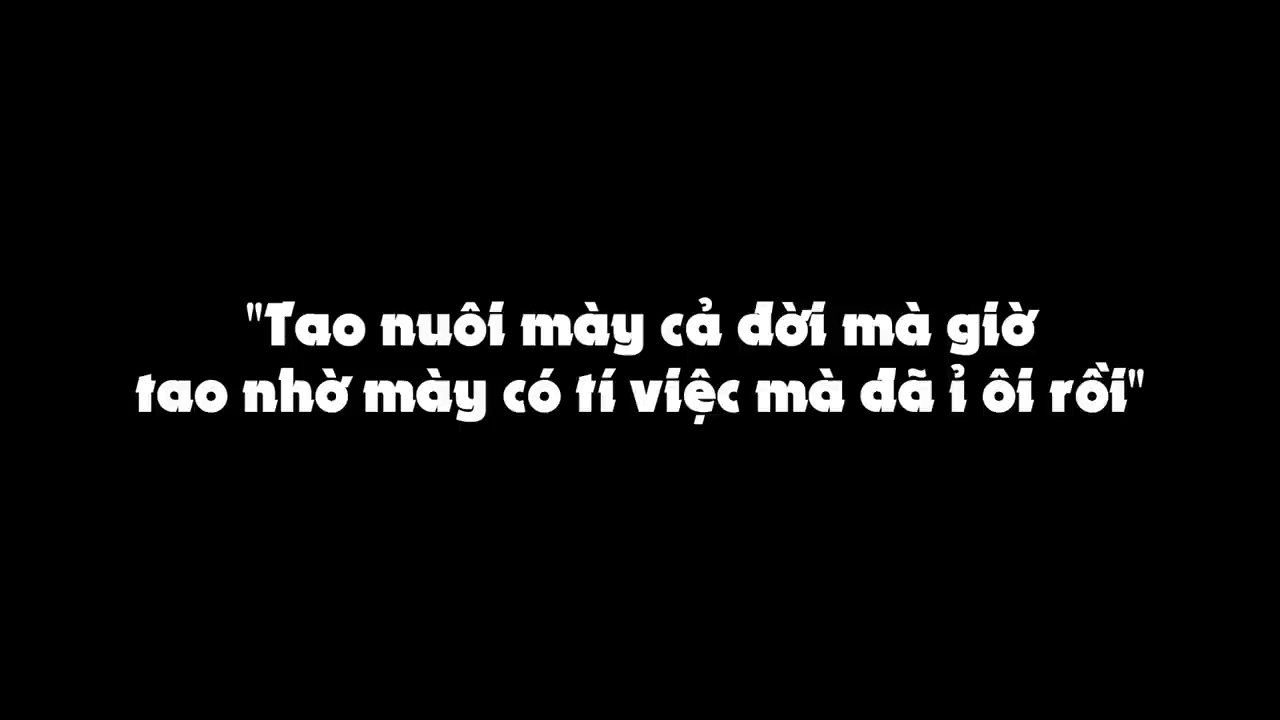 "Tao nuôi mày cả đời mà giờ
tao nhờ mày có tí việc mà đã ỉ ôi rồi"